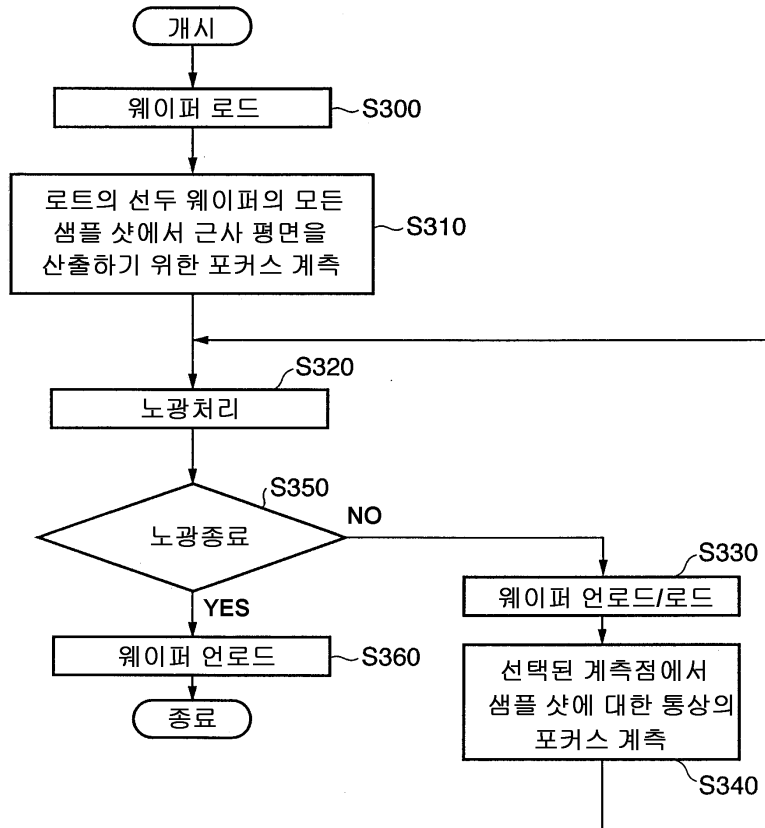 개시
웨이퍼 로드
S300
로트의 선두 웨이퍼의 모든
샘플 샷에서 근사 평면을
산출하기 위한 포커스 계측
S310
S320
노광처리
S350
노광종료
NO
YES
S330
웨이퍼 언로드/로드
웨이퍼 언로드
S360
종료
선택된 계측점에서
샘플 샷에 대한 통상의
포커스 계측
S340